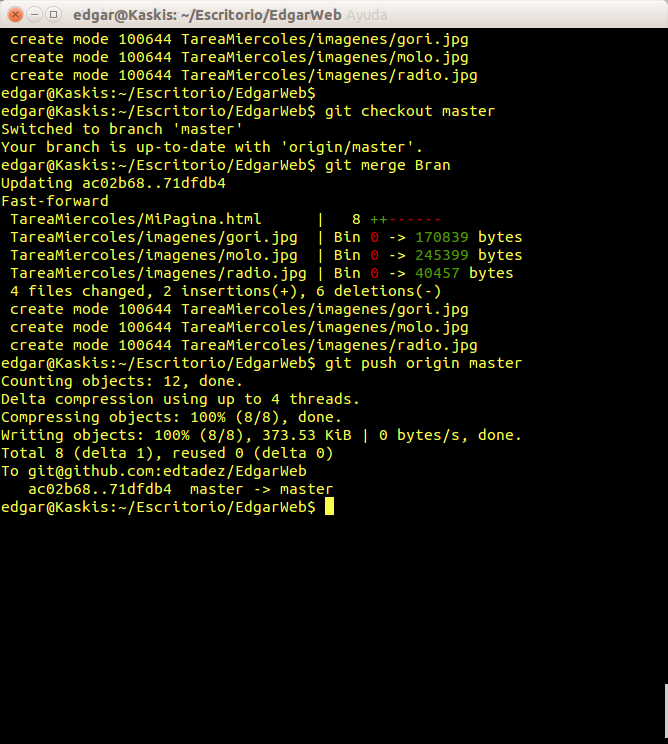 edgar@Kaskis: ~/Escritorio/EdgarWeb Ayuda
 create mode 100644 TareaMiercoles/imagenes/gori.jpg
 create mode 100644 TareaMiercoles/imagenes/molo.jpg
 create mode 100644 TareaMiercoles/imagenes/radio.jpg
edgar@Kaskis:~/Escritorio/EdgarWeb$
edgar@Kaskis:~/Escritorio/EdgarWeb$ git checkout master
Switched to branch 'master'
Your branch is up-to-date with 'origin/master'.
edgar@Kaskis:~/Escritorio/EdgarWeb$ git merge Bran
Updating ac02b68..71dfdb4
Fast-forward
 TareaMiercoles/MiPagina.html      |   8 ++------
 TareaMiercoles/imagenes/gori.jpg  | Bin 0 -> 170839 bytes
 TareaMiercoles/imagenes/molo.jpg  | Bin 0 -> 245399 bytes
 TareaMiercoles/imagenes/radio.jpg | Bin 0 -> 40457 bytes
 4 files changed, 2 insertions(+), 6 deletions(-)
 create mode 100644 TareaMiercoles/imagenes/gori.jpg
 create mode 100644 TareaMiercoles/imagenes/molo.jpg
 create mode 100644 TareaMiercoles/imagenes/radio.jpg
edgar@Kaskis:~/Escritorio/EdgarWeb$ git push origin master
Counting objects: 12, done.
Delta compression using up to 4 threads.
Compressing objects: 100% (8/8), done.
Writing objects: 100% (8/8), 373.53 KiB | 0 bytes/s, done.
Total 8 (delta 1), reused 0 (delta 0)
To git@github.com:edtadez/EdgarWeb
   ac02b68..71dfdb4  master -> master
edgar@Kaskis:~/Escritorio/EdgarWeb$